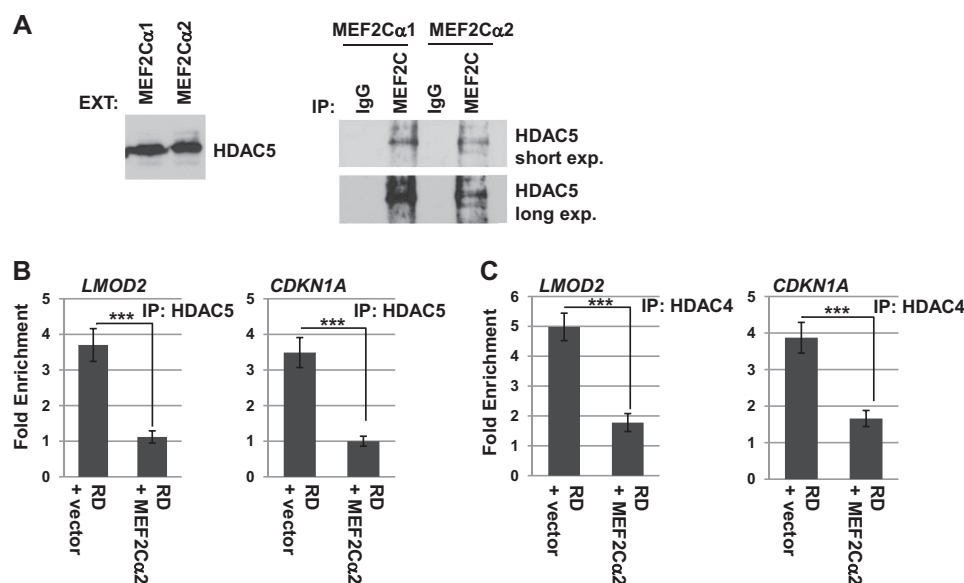 A
EXT:
MEF2Cα1
MEF2Cα2
HDAC5
MEF2Cα1 MEF2Cα2
IP:
IgG
MEF2C
IgG
MEF2C
HDAC5
short exp.
HDAC5
long exp.
B
LMOD2
IP: HDAC5
***
Fold Enrichment
5
4
3
2
1
0
RD
+ vector
RD
+ MEF2Cα2
CDKN1A
IP: HDAC5
***
5
4
3
2
1
0
RD
+ vector
RD
+ MEF2Cα2
C
LMOD2
IP: HDAC4
***
Fold Enrichment
6
5
4
3
2
1
0
RD
+ vector
RD
+ MEF2Cα2
CDKN1A
IP: HDAC4
***
5
4
3
2
1
0
RD
+ vector
RD
+ MEF2Cα2